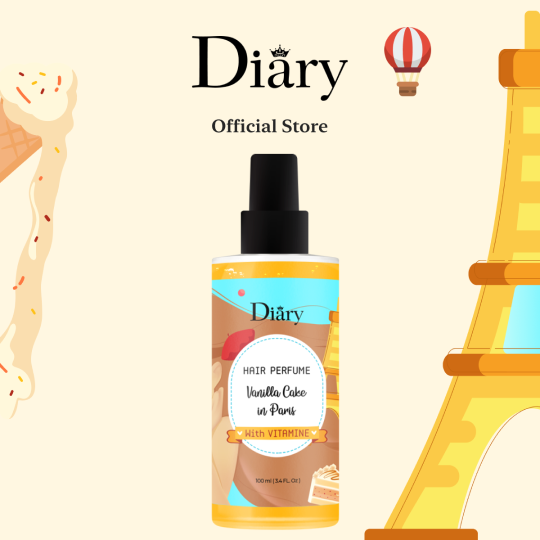 Diary
Official Store
Diary
HAIR PERFUME
Vanilla Cake
in Paris
With VITAMINE
100 ml ( 3.4 FL. OZ )